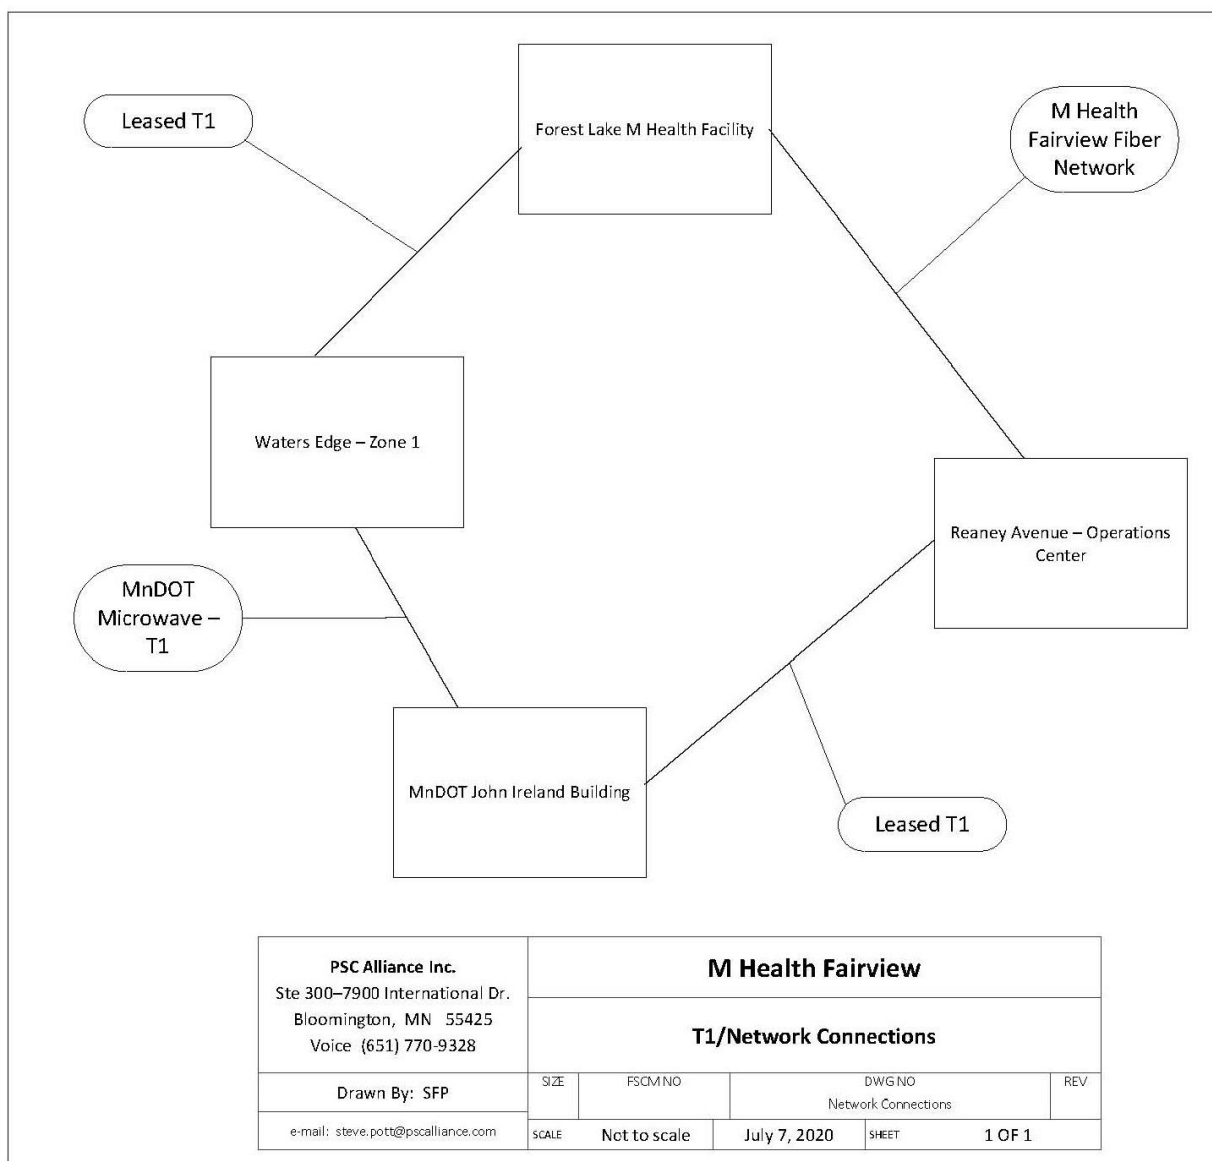 Forest Lake M Health Facility
Leased T1
M Health
Fairview Fiber
Network
Waters Edge – Zone 1
Reaney Avenue – Operations
Center
MnDOT
Microwave –
T1
MnDOT John Ireland Building
Leased T1
PSC Alliance Inc.
Ste 300–7900 International Dr.
Bloomington, MN 55425
Voice (651) 770-9328
Drawn By: SFP
e-mail: steve.pott@pscalliance.com
M Health Fairview
T1/Network Connections
SIZE
FSCM NO
DWG NO
Network Connections
REV
SCALE
Not to scale
July 7, 2020
SHEET
1 OF 1